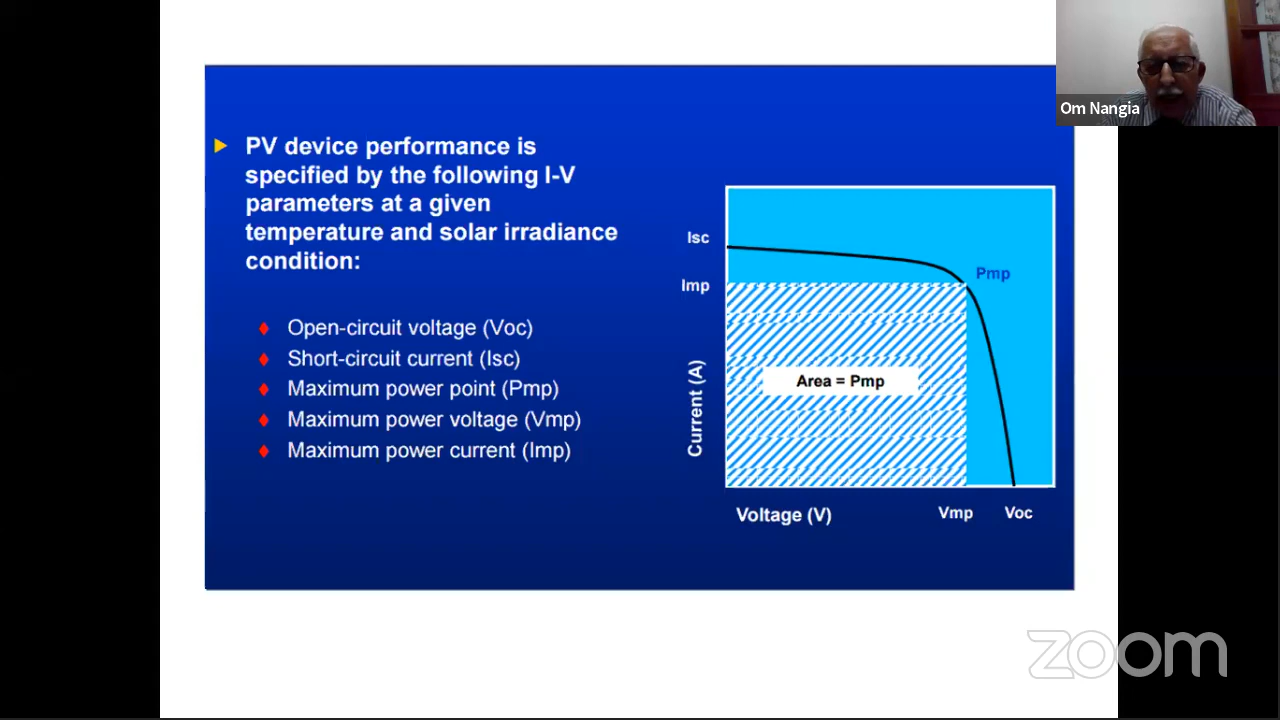 Om Nangia
PV device performance is
specified by the following I-V
parameters at a given
temperature and solar irradiance
condition:
Open-circuit voltage (Voc)
Short-circuit current (Isc)
Maximum power point (Pmp)
Maximum power voltage (Vmp)
Maximum power current (Imp)
Isc
Imp
Pmp
Current (A)
Area = Pmp
Voltage (V)
Vmp
Voc
zoom